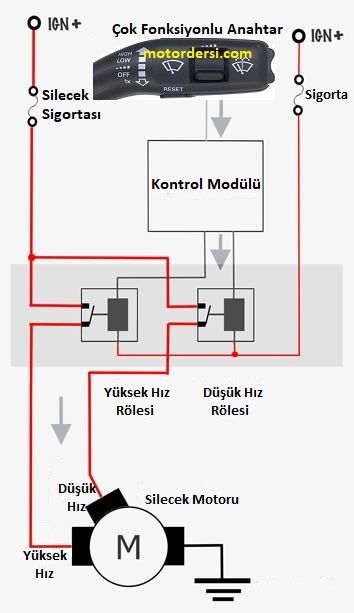 IGN+
Çok Fonksiyonlu Anahtar
motordersi.com
IGN+
HIGH
LOW
OFF
1x
RESET
Silecek
Sigortası
Sigorta
Kontrol Modülü
Yüksek Hız
Rölesi
Düşük Hız
Rölesi
Düşük
Hız
Silecek Motoru
M
Yüksek
Hız